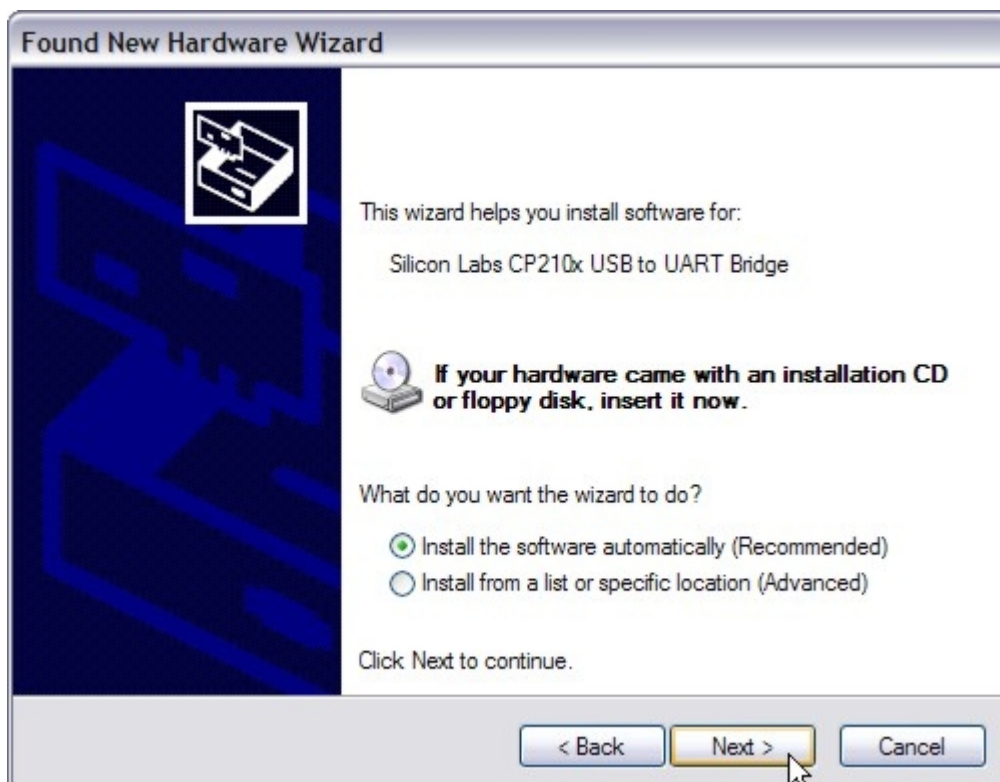 Found New Hardware Wizard
This wizard helps you install software for:
Silicon Labs CP210x USB to UART Bridge
If your hardware came with an installation CD
or floppy disk, insert it now.
What do you want the wizard to do?
Install the software automatically (Recommended)
Install from a list or specific location (Advanced)
Click Next to continue.
< Back Next > Cancel